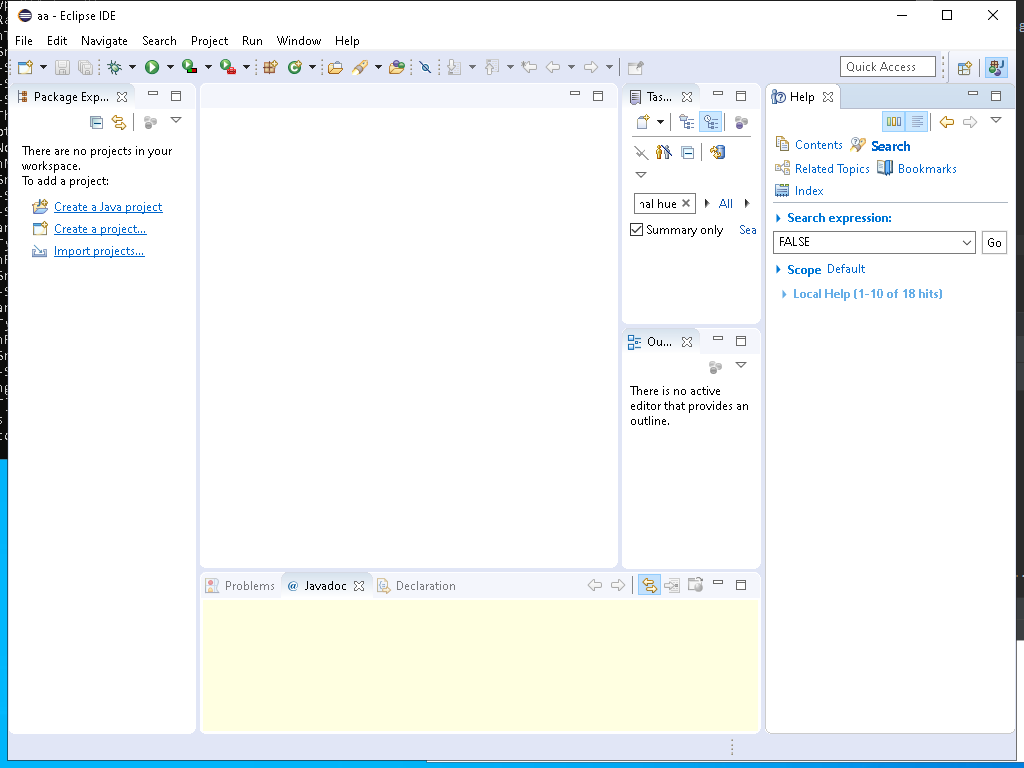 aa - Eclipse IDE
File Edit Navigate Search Project Run Window Help
Quick Access
Package Exp...
There are no projects in your
workspace.
To add a project:
Create a Java project
Create a project...
Import projects...
Tas...
nal hue
All
Summary only
Sea
Ou...
There is no active
editor that provides an
outline.
Problems
@ Javadoc
Declaration
Help
Contents Search
Related Topics Bookmarks
Index
Search expression:
FALSE
Go
Scope Default
Local Help (1-10 of 18 hits)